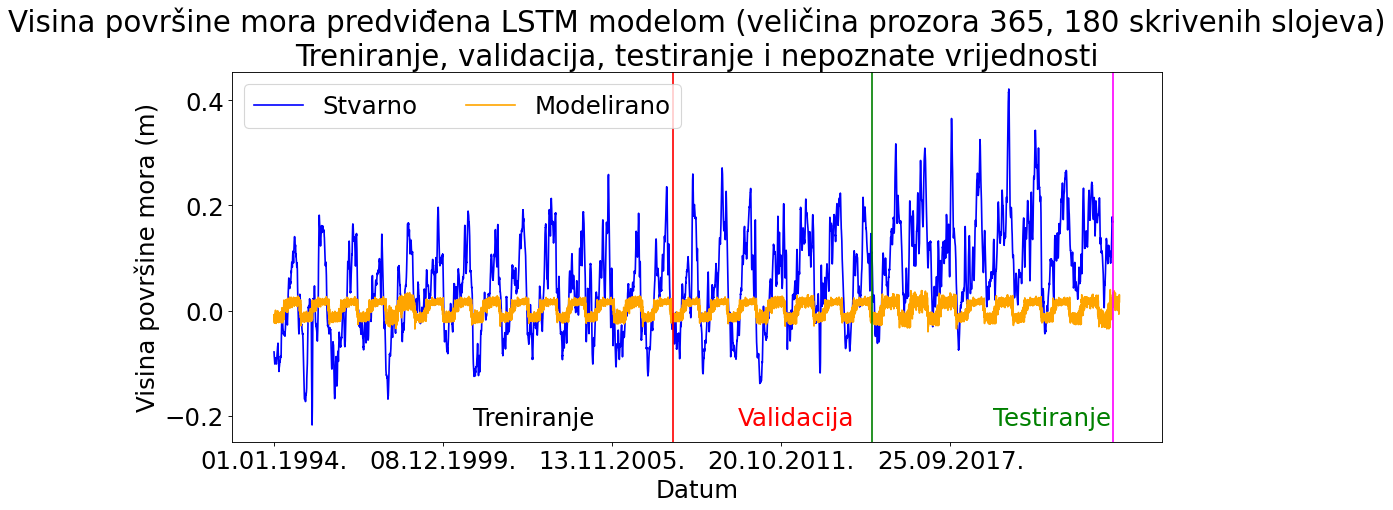 Visina površine mora predviđena LSTM modelom (veličina prozora 365, 180 skrivenih slojeva)
Treniranje, validacija, testiranje i nepoznate vrijednosti
Stvarno Modelirano
Visina površine mora (m)
0.4
0.2
0.0
−0.2
Treniranje Validacija Testiranje
01.01.1994. 08.12.1999. 13.11.2005. 20.10.2011. 25.09.2017.
Datum